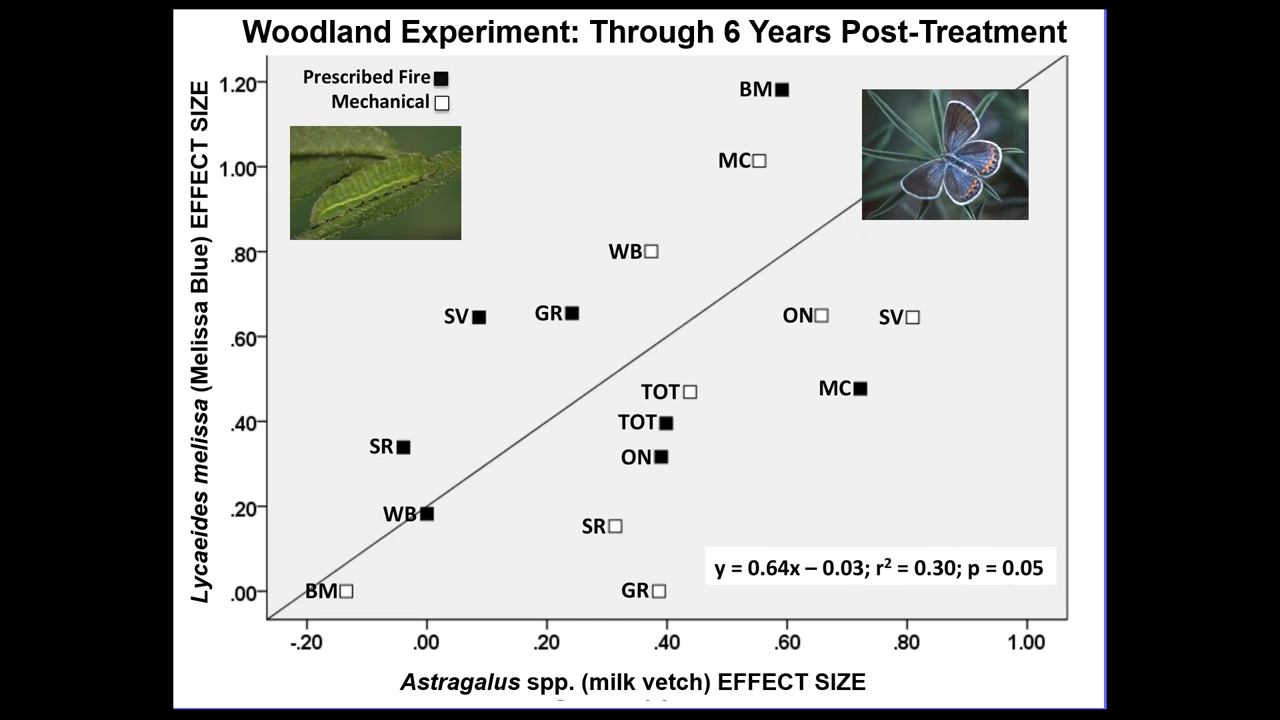 Woodland Experiment: Through 6 Years Post-Treatment
Prescribed Fire
Mechanical
Lycaeides melissa (Melissa Blue) EFFECT SIZE
1.20
1.00
.80
.60
.40
.20
.00
BM
MC
WB
SV
GR
ON
SV
TOT
MC
TOT
SR
ON
WB
SR
BM
GR
y = 0.64x – 0.03; r² = 0.30; p = 0.05
-.20 .00 .20 .40 .60 .80 1.00
Astragalus spp. (milk vetch) EFFECT SIZE